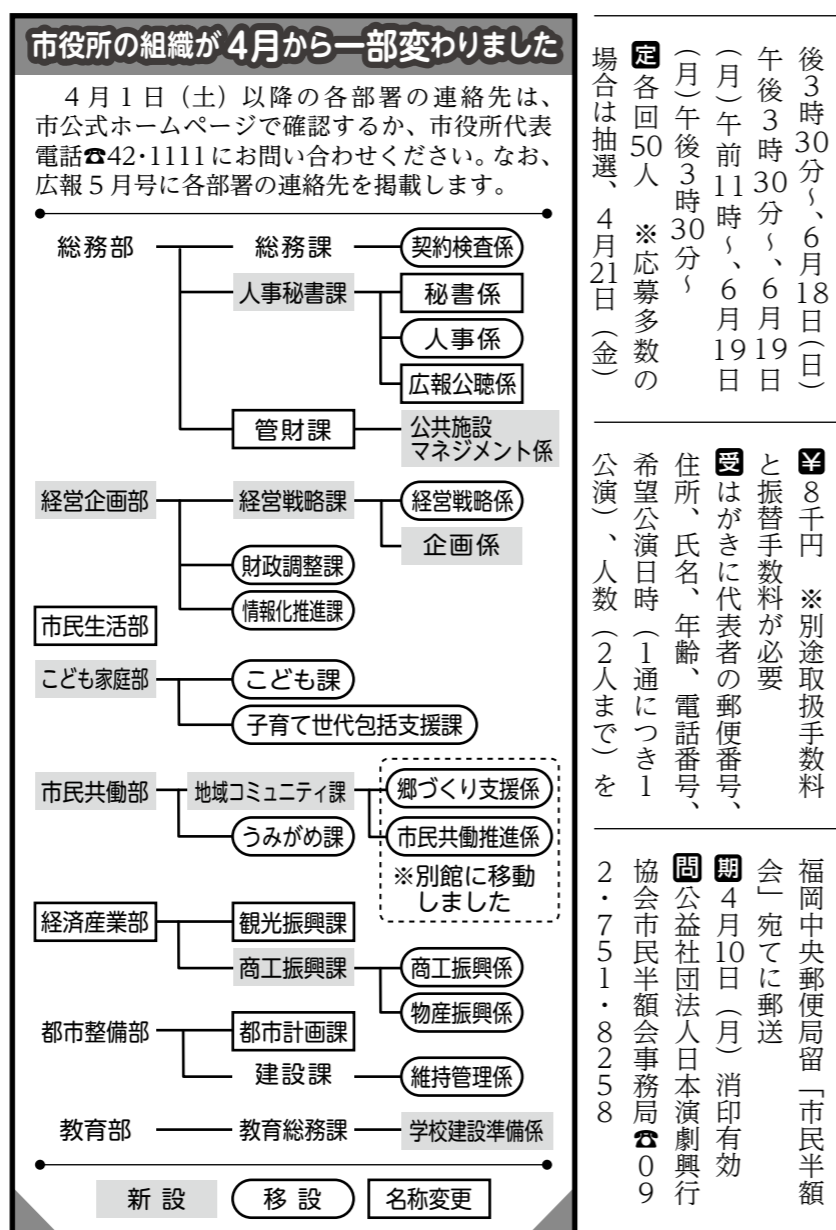 市役所の組織が4月から一部変わりました
4月1日（土）以降の各部署の連絡先は、
市公式ホームページで確認するか、市役所代表
電話☎42・1111にお問い合わせください。なお、
広報5月号に各部署の連絡先を掲載します。
総務部 総務課 契約検査係
人事秘書課 秘書係
人事係
広報公聴係
管財課 公共施設
マネジメント係
経営企画部 経営戦略課 経営戦略係
企画係
財政調整課
情報化推進課
市民生活部
こども家庭部 こども課
子育て世代包括支援課
市民共働部 地域コミュニティ課 郷づくり支援係
うみがめ課 市民共働推進係
※別館に移動
しました
経済産業部 観光振興課
商工振興課 商工振興係
物産振興係
都市整備部 都市計画課
建設課 維持管理係
教育部 教育総務課 学校建設準備係
新設 移設 名称変更
後3時30分～、6月18日（日）
午後3時30分～、6月19日
（月）午前11時～、6月19日
（月）午後3時30分～
定各回50人 ※応募多数の
場合は抽選、4月21日（金）
¥8千円 ※別途取扱手数料
と振替手数料が必要
受はがきに代表者の郵便番号、
住所、氏名、年齢、電話番号、
希望公演日時（1通につき1
公演）、人数（2人まで）を
福岡中央郵便局留「市民半額
会」宛てに郵送
期4月10日（月）消印有効
問公益社団法人日本演劇興行
協会市民半額会事務局☎09
2・751・8258